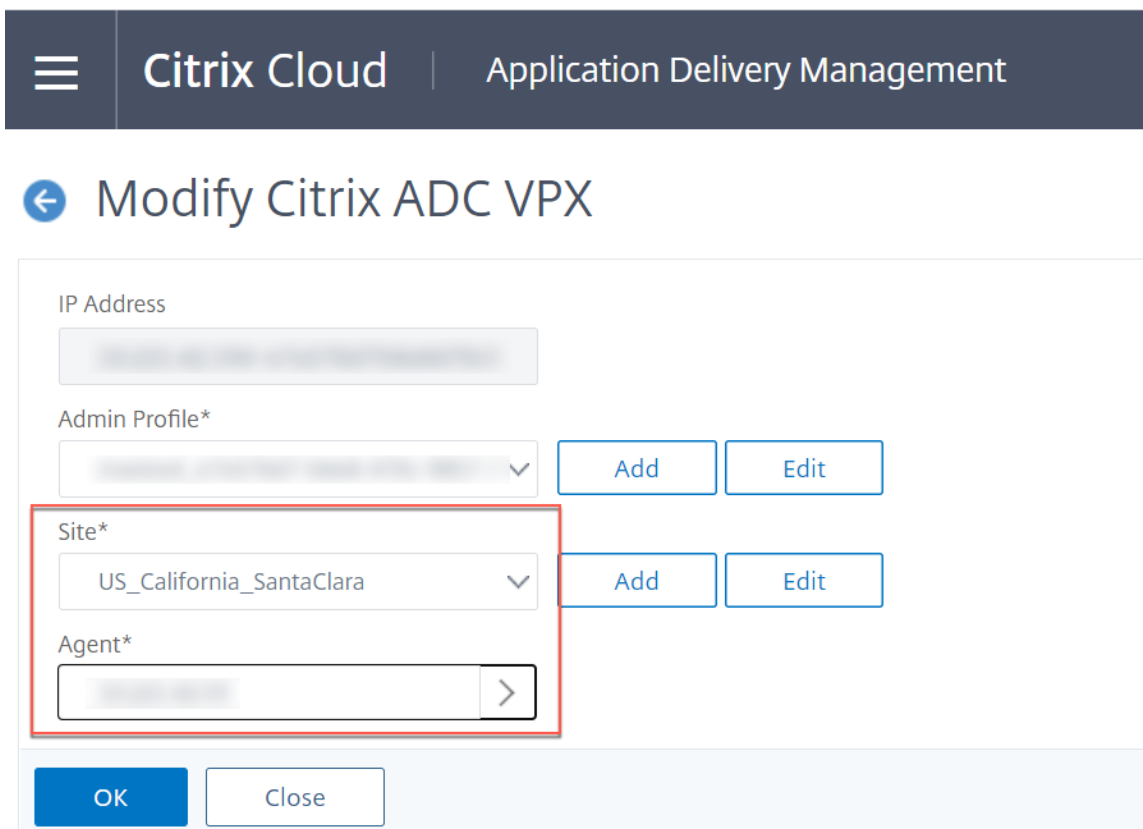 Citrix Cloud Application Delivery Management
Modify Citrix ADC VPX
IP Address
Admin Profile*
Add Edit
Site*
US_California_SantaClara Add Edit
Agent*
OK Close